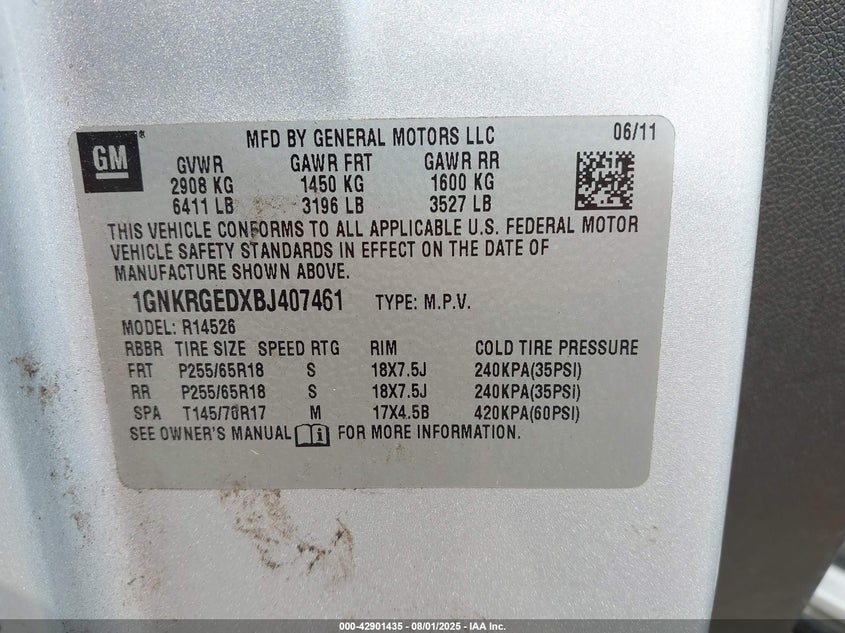 GM ®
MFD BY GENERAL MOTORS LLC 06/11
GVWR GAWR FRT GAWR RR
2908 KG 1450 KG 1600 KG
6411 LB 3196 LB 3527 LB
THIS VEHICLE CONFORMS TO ALL APPLICABLE U.S. FEDERAL MOTOR
VEHICLE SAFETY STANDARDS IN EFFECT ON THE DATE OF
MANUFACTURE SHOWN ABOVE.
1GNKRGEDXBJ407461 TYPE: M.P.V.
MODEL: R14526
RBBR TIRE SIZE SPEED RTG RIM COLD TIRE PRESSURE
FRT P255/65R18 S 18X7.5J 240KPA(35PSI)
RR P255/65R18 S 18X7.5J 240KPA(35PSI)
SPA T145/70R17 M 17X4.5B 420KPA(60PSI)
SEE OWNER'S MANUAL FOR MORE INFORMATION.
000-42901435 - 08/01/2025 - IAA Inc.